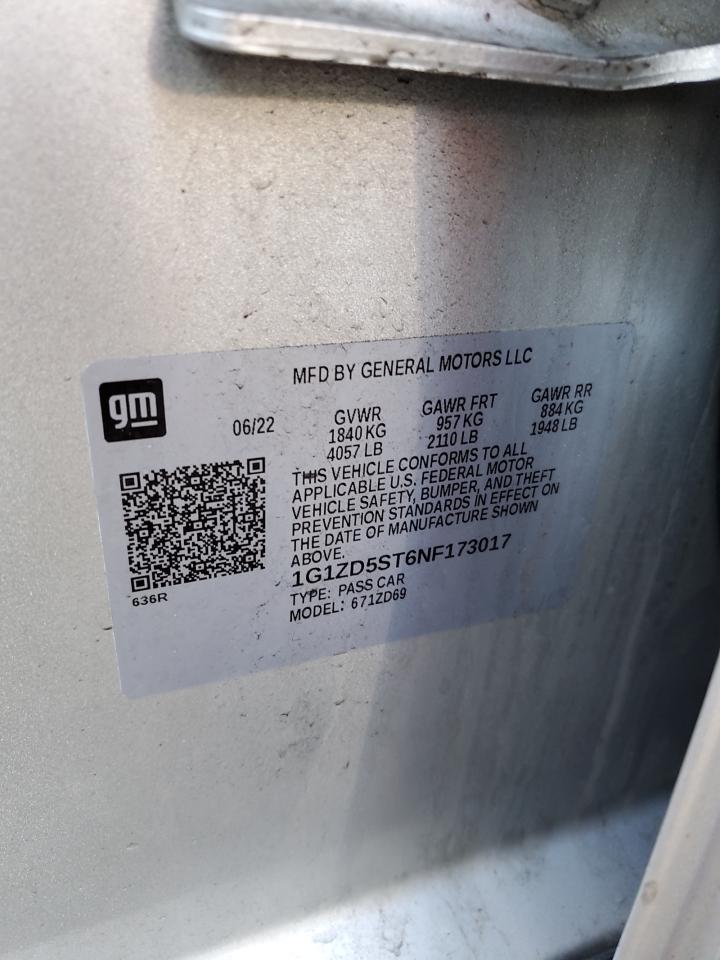 MFD BY GENERAL MOTORS LLC
gm
06/22
GVWR
1840 KG
4057 LB
GAWR FRT
957 KG
2110 LB
GAWR RR
884 KG
1948 LB
THIS VEHICLE CONFORMS TO ALL
APPLICABLE U.S. FEDERAL MOTOR
VEHICLE SAFETY, BUMPER, AND THEFT
PREVENTION STANDARDS IN EFFECT ON
THE DATE OF MANUFACTURE SHOWN
ABOVE.
1G1ZD5ST6NF173017
TYPE: PASS CAR
MODEL: 671ZD69
636R